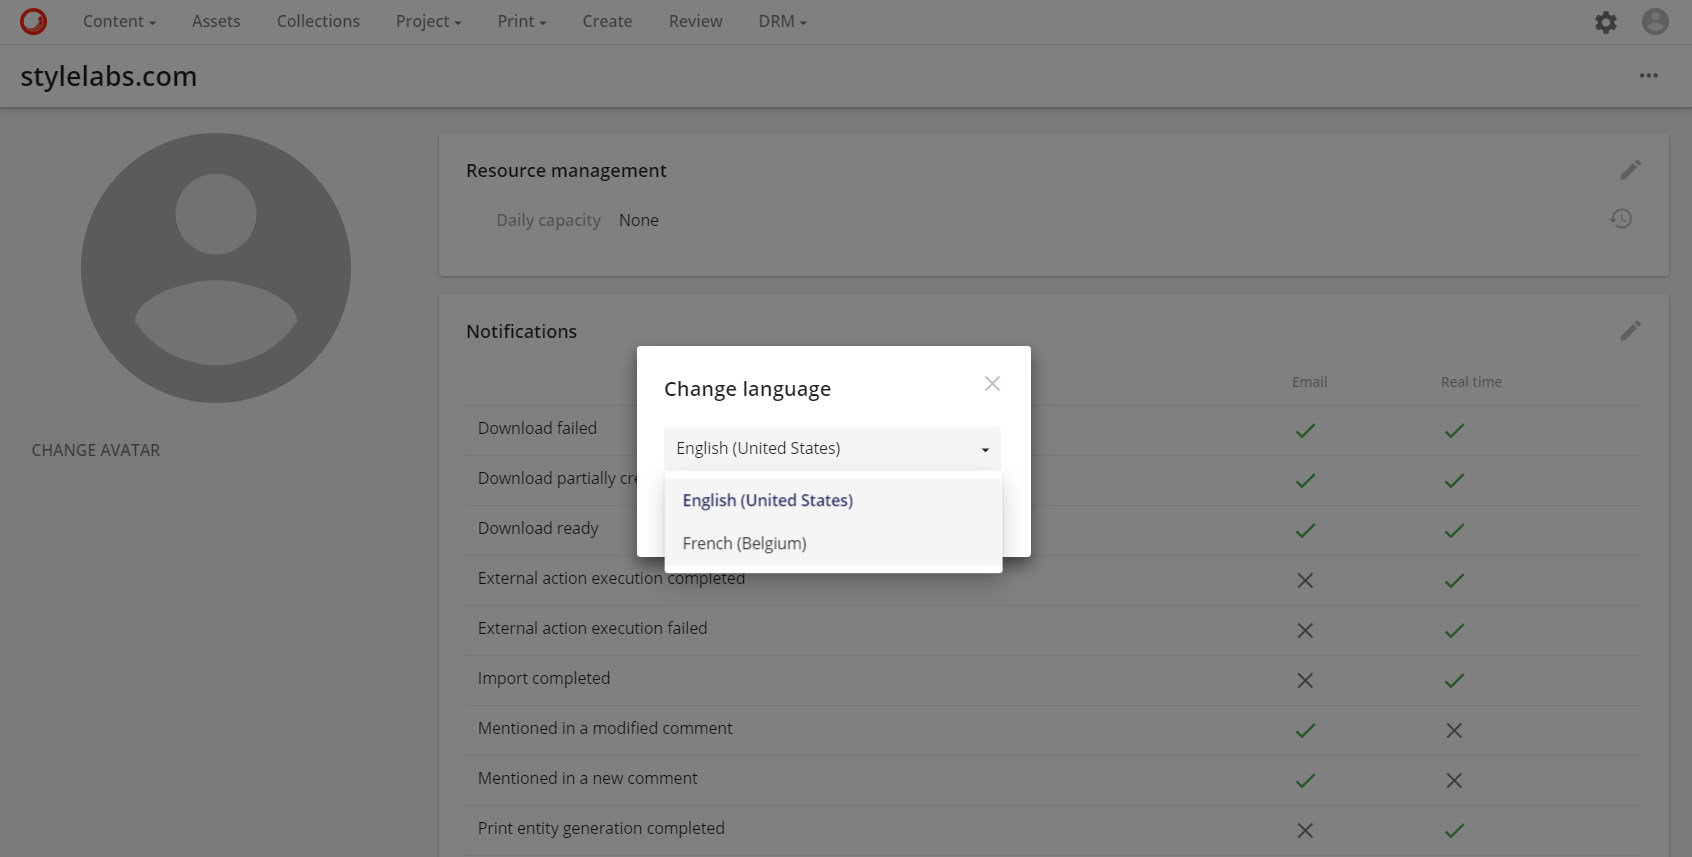 Content Assets Collections Project Print Create Review DRM
stylelabs.com
CHANGE AVATAR
Resource management
Daily capacity None
Notifications
Email Real time
Download failed
Download partially cre
Download ready
External action execution completed
External action execution failed
Import completed
Mentioned in a modified comment
Mentioned in a new comment
Print entity generation completed
Change language
English (United States)
English (United States)
French (Belgium)